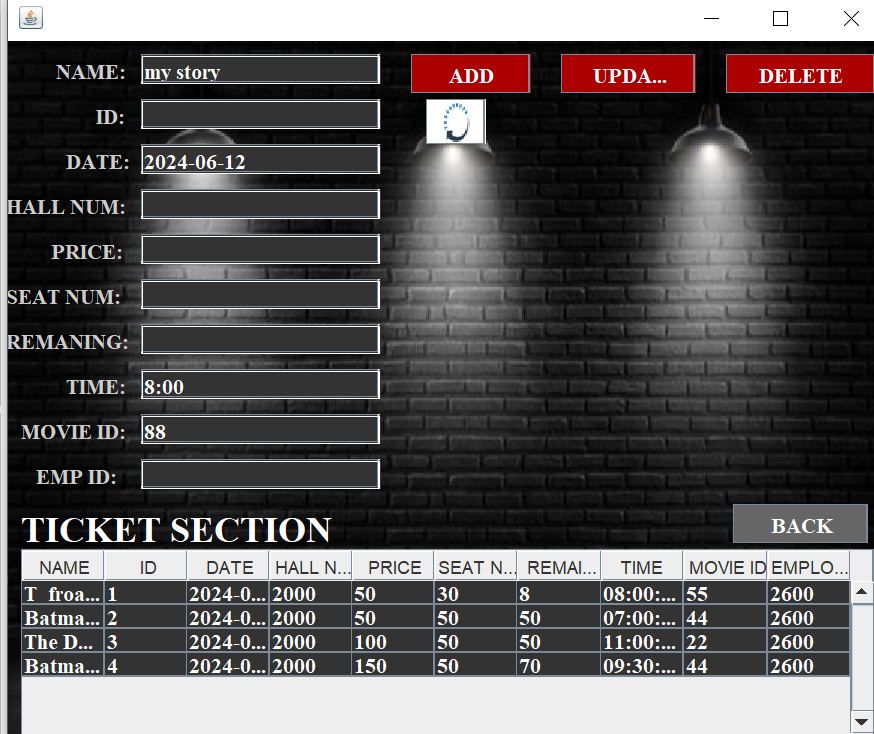 NAME: my story ADD UPDA... DELETE
ID:
DATE: 2024-06-12
HALL NUM:
PRICE:
SEAT NUM:
REMANING:
TIME: 8:00
MOVIE ID: 88
EMP ID:
TICKET SECTION BACK
NAME ID DATE HALL N... PRICE SEAT N... REMAI... TIME MOVIE ID EMPLO...
T_froa... 1 2024-0... 2000 50 30 8 08:00:... 55 2600
Batma... 2 2024-0... 2000 50 50 50 07:00:... 44 2600
The D... 3 2024-0... 2000 100 50 50 11:00:... 22 2600
Batma... 4 2024-0... 2000 150 50 70 09:30:... 44 2600